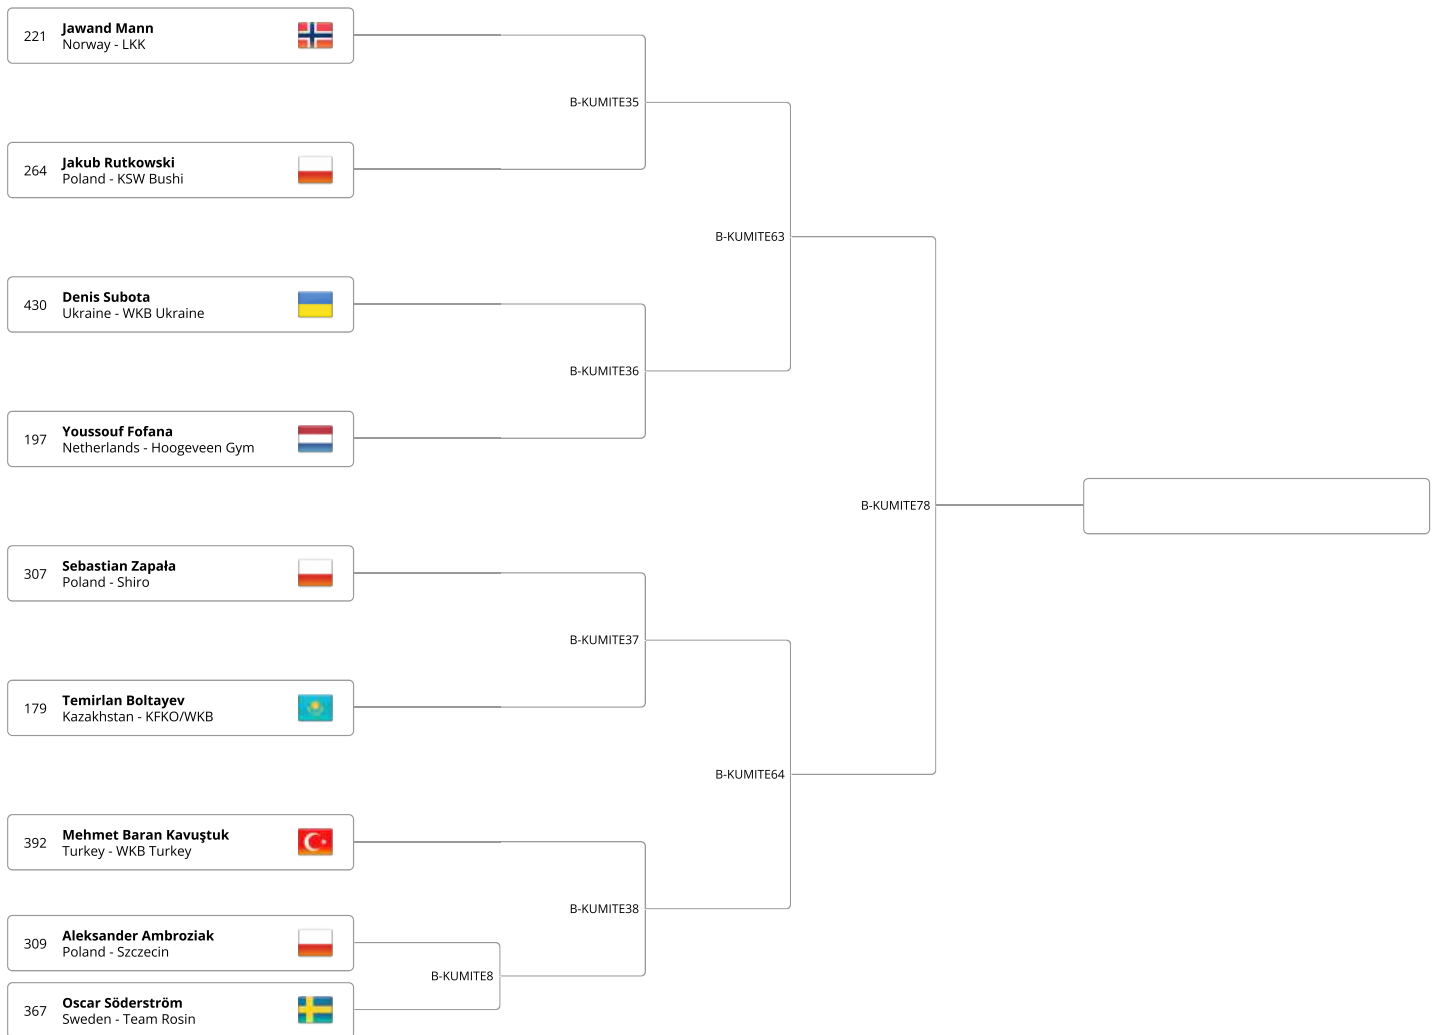 221
Jawand Mann
Norway - LKK
B-KUMITE35
264
Jakub Rutkowski
Poland - KSW Bushi
B-KUMITE63
430
Denis Subota
Ukraine - WKB Ukraine
B-KUMITE36
197
Youssouf Fofana
Netherlands - Hoogeveen Gym
B-KUMITE78
307
Sebastian Zapała
Poland - Shiro
B-KUMITE37
179
Temirlan Boltayev
Kazakhstan - KFKO/WKB
B-KUMITE64
392
Mehmet Baran Kavuştuk
Turkey - WKB Turkey
B-KUMITE38
309
Aleksander Ambroziak
Poland - Szczecin
B-KUMITE8
367
Oscar Söderström
Sweden - Team Rosin